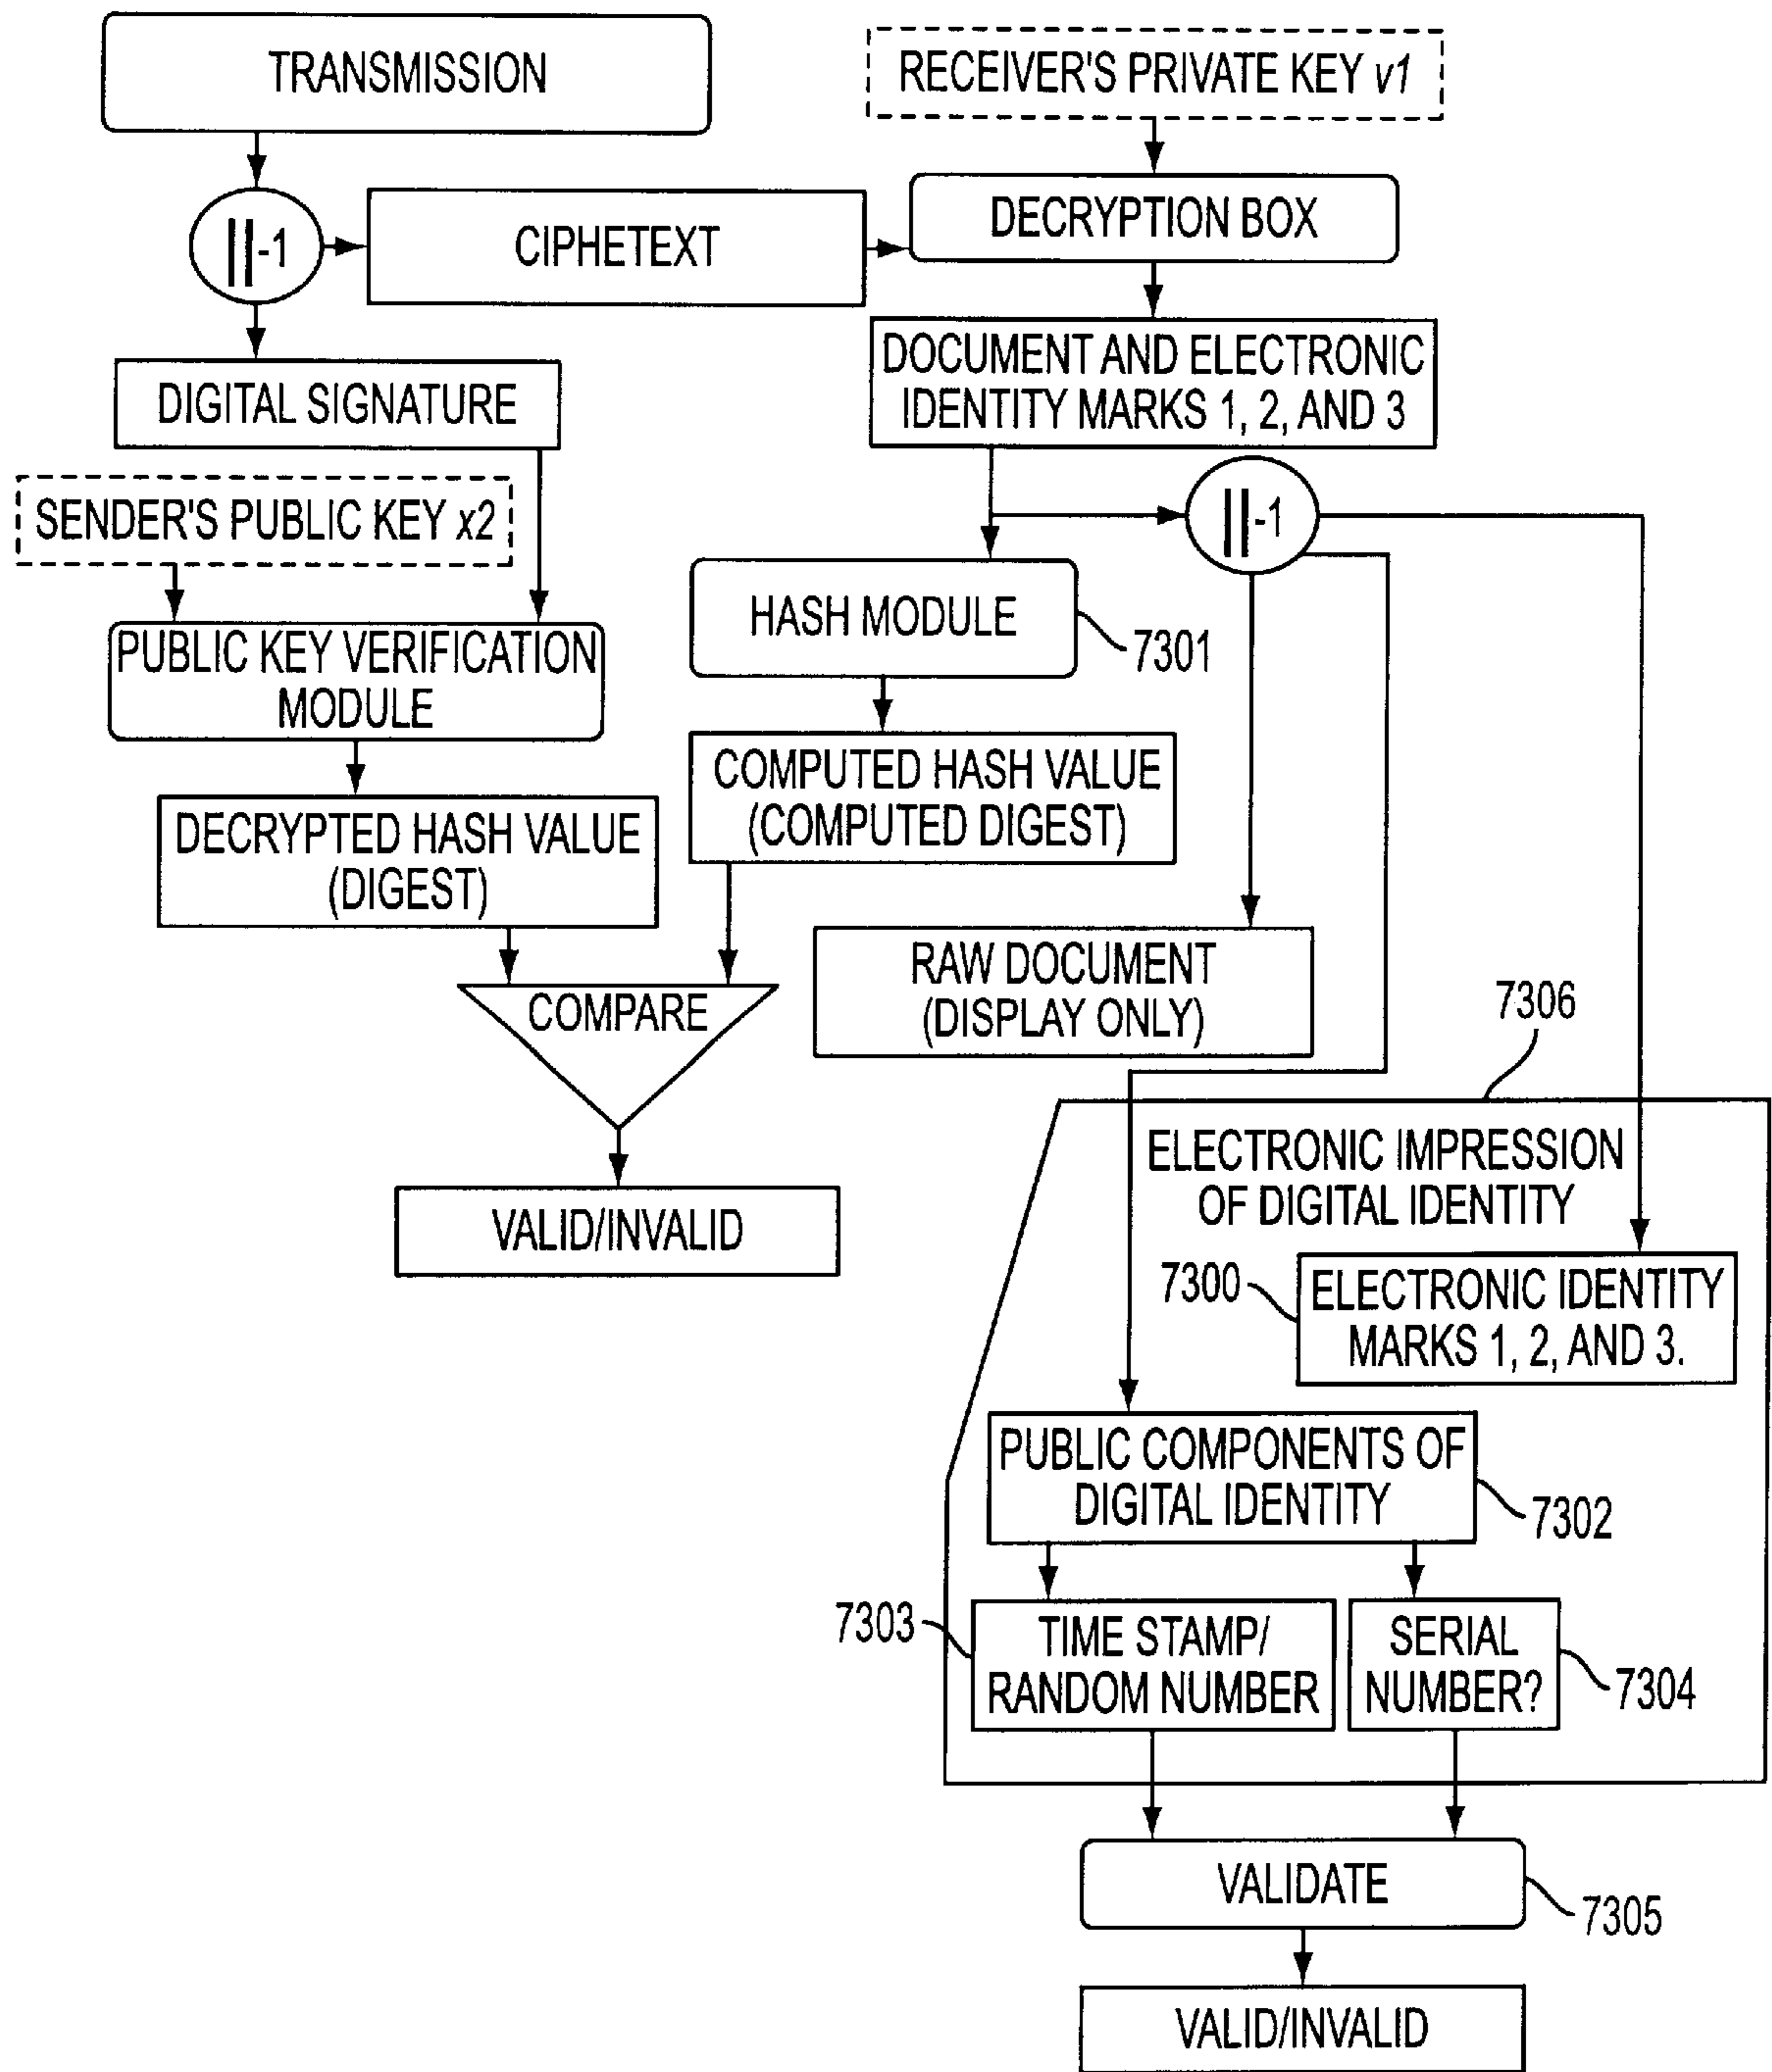 TRANSMISSION
RECEIVER'S PRIVATE KEY v1
||-1
CIPHETEXT
DECRYPTION BOX
DIGITAL SIGNATURE
DOCUMENT AND ELECTRONIC
IDENTITY MARKS 1, 2, AND 3
SENDER'S PUBLIC KEY x2
||-1
PUBLIC KEY VERIFICATION
MODULE
HASH MODULE
7301
DECRYPTED HASH VALUE
(DIGEST)
COMPUTED HASH VALUE
(COMPUTED DIGEST)
COMPARE
RAW DOCUMENT
(DISPLAY ONLY)
VALID/INVALID
7306
ELECTRONIC IMPRESSION
OF DIGITAL IDENTITY
7300
ELECTRONIC IDENTITY
MARKS 1, 2, AND 3.
PUBLIC COMPONENTS OF
DIGITAL IDENTITY
7302
7303
TIME STAMP/
RANDOM NUMBER
SERIAL
NUMBER?
7304
VALIDATE
7305
VALID/INVALID